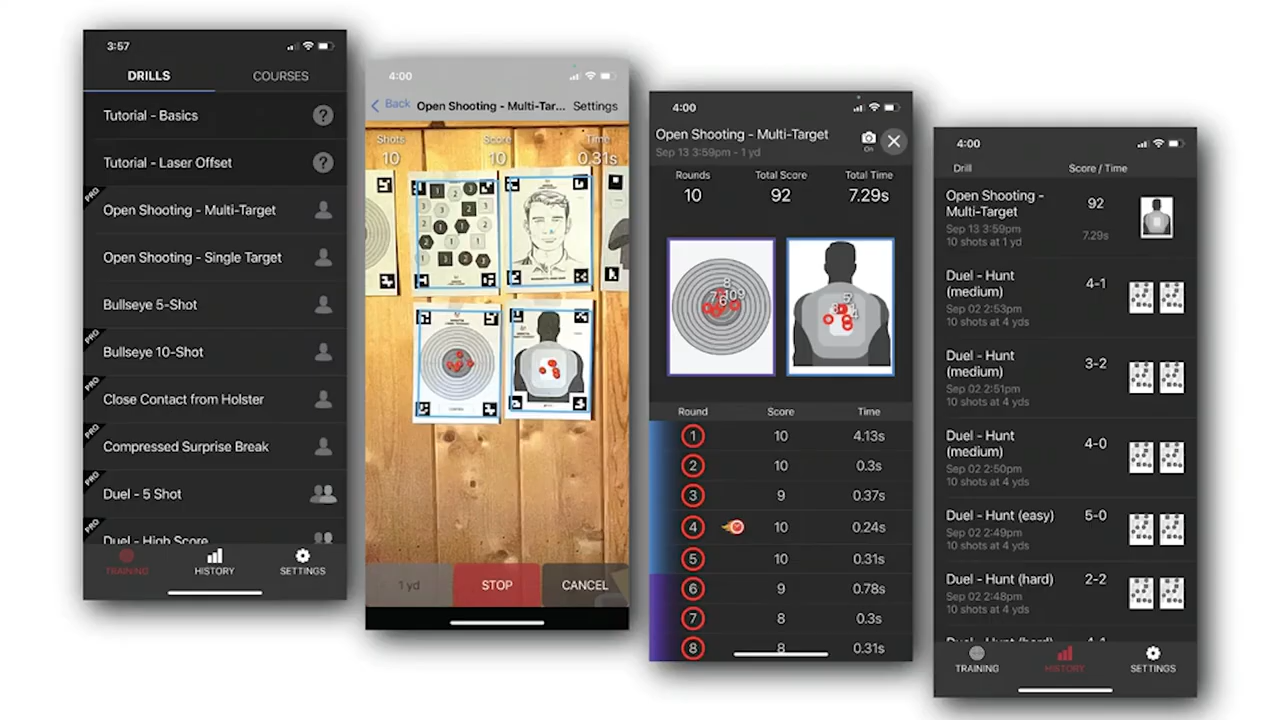 3:57
DRILLS
COURSES
Tutorial - Basics
?
Tutorial - Laser Offset
?
PRO
Open Shooting - Multi-Target
Open Shooting - Single Target
Bullseye 5-Shot
PRO
Bullseye 10-Shot
PRO
Close Contact from Holster
PRO
Compressed Surprise Break
PRO
Duel - 5 Shot
PRO
Duel - High Score
TRAINING
HISTORY
SETTINGS
4:00
Back
Open Shooting - Multi-Tar...
Settings
Shots
Score
Time
10
10
0.31s
1 yd
STOP
CANCEL
4:00
Open Shooting - Multi-Target
Sep 13 3:59pm - 1 yd
On
Rounds
Total Score
Total Time
10
92
7.29s
Round
Score
Time
1
10
4.13s
2
10
0.3s
3
9
0.37s
4
10
0.24s
5
10
0.31s
6
9
0.78s
7
8
0.3s
8
8
0.31s
4:00
Drill
Score / Time
Open Shooting -
Multi-Target
92
Sep 13 3:59pm
7.29s
10 shots at 1 yd
Duel - Hunt
(medium)
4-1
Sep 02 2:53pm
10 shots at 4 yds
Duel - Hunt
(medium)
3-2
Sep 02 2:51pm
10 shots at 4 yds
Duel - Hunt
(medium)
4-0
Sep 02 2:50pm
10 shots at 4 yds
Duel - Hunt (easy)
5-0
Sep 02 2:49pm
10 shots at 4 yds
Duel - Hunt (hard)
2-2
Sep 02 2:48pm
10 shots at 4 yds
TRAINING
HISTORY
SETTINGS